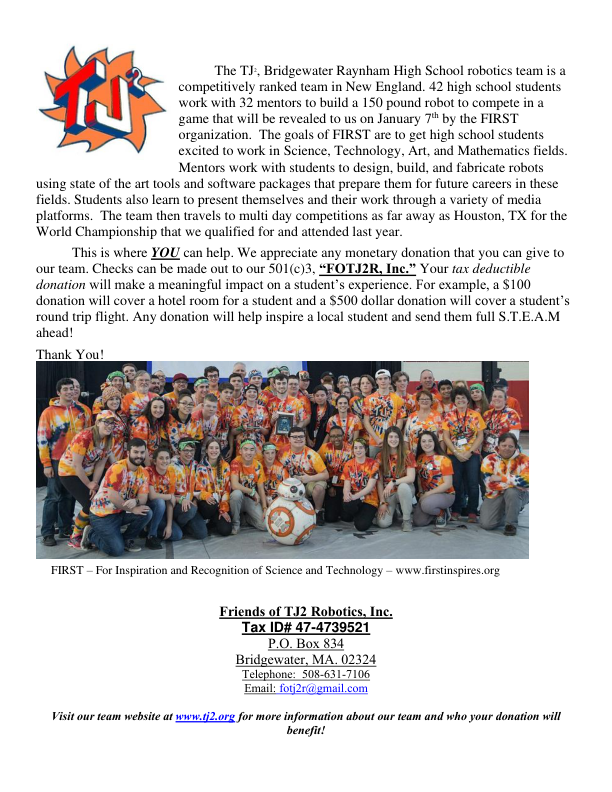 TJ2
The TJ², Bridgewater Raynham High School robotics team is a
competitively ranked team in New England. 42 high school students
work with 32 mentors to build a 150 pound robot to compete in a
game that will be revealed to us on January 7th by the FIRST
organization.  The goals of FIRST are to get high school students
excited to work in Science, Technology, Art, and Mathematics fields.
Mentors work with students to design, build, and fabricate robots
using state of the art tools and software packages that prepare them for future careers in these
fields. Students also learn to present themselves and their work through a variety of media
platforms.  The team then travels to multi day competitions as far away as Houston, TX for the
World Championship that we qualified for and attended last year.
This is where YOU can help. We appreciate any monetary donation that you can give to
our team. Checks can be made out to our 501(c)3, “FOTJ2R, Inc.” Your tax deductible
donation will make a meaningful impact on a student’s experience. For example, a $100
donation will cover a hotel room for a student and a $500 dollar donation will cover a student’s
round trip flight. Any donation will help inspire a local student and send them full S.T.E.A.M
ahead!
Thank You!
FIRST – For Inspiration and Recognition of Science and Technology – www.firstinspires.org
Friends of TJ2 Robotics, Inc.
Tax ID# 47-4739521
P.O. Box 834
Bridgewater, MA. 02324
Telephone:  508-631-7106
Email: fotj2r@gmail.com
Visit our team website at www.tj2.org for more information about our team and who your donation will
benefit!